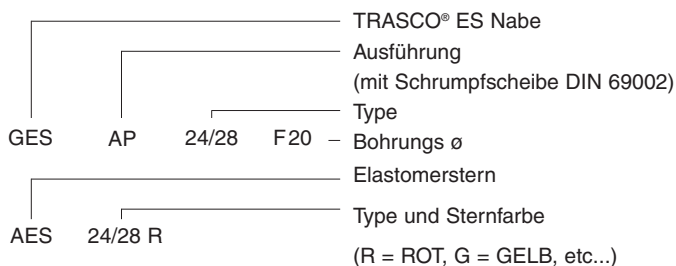 TRASCO® ES Nabe
Ausführung
(mit Schrumpfscheibe DIN 69002)
Type
GES AP 24/28 F20 – Bohrungs ø
Elastomerstern
Type und Sternfarbe
AES 24/28 R
(R = ROT, G = GELB, etc...)